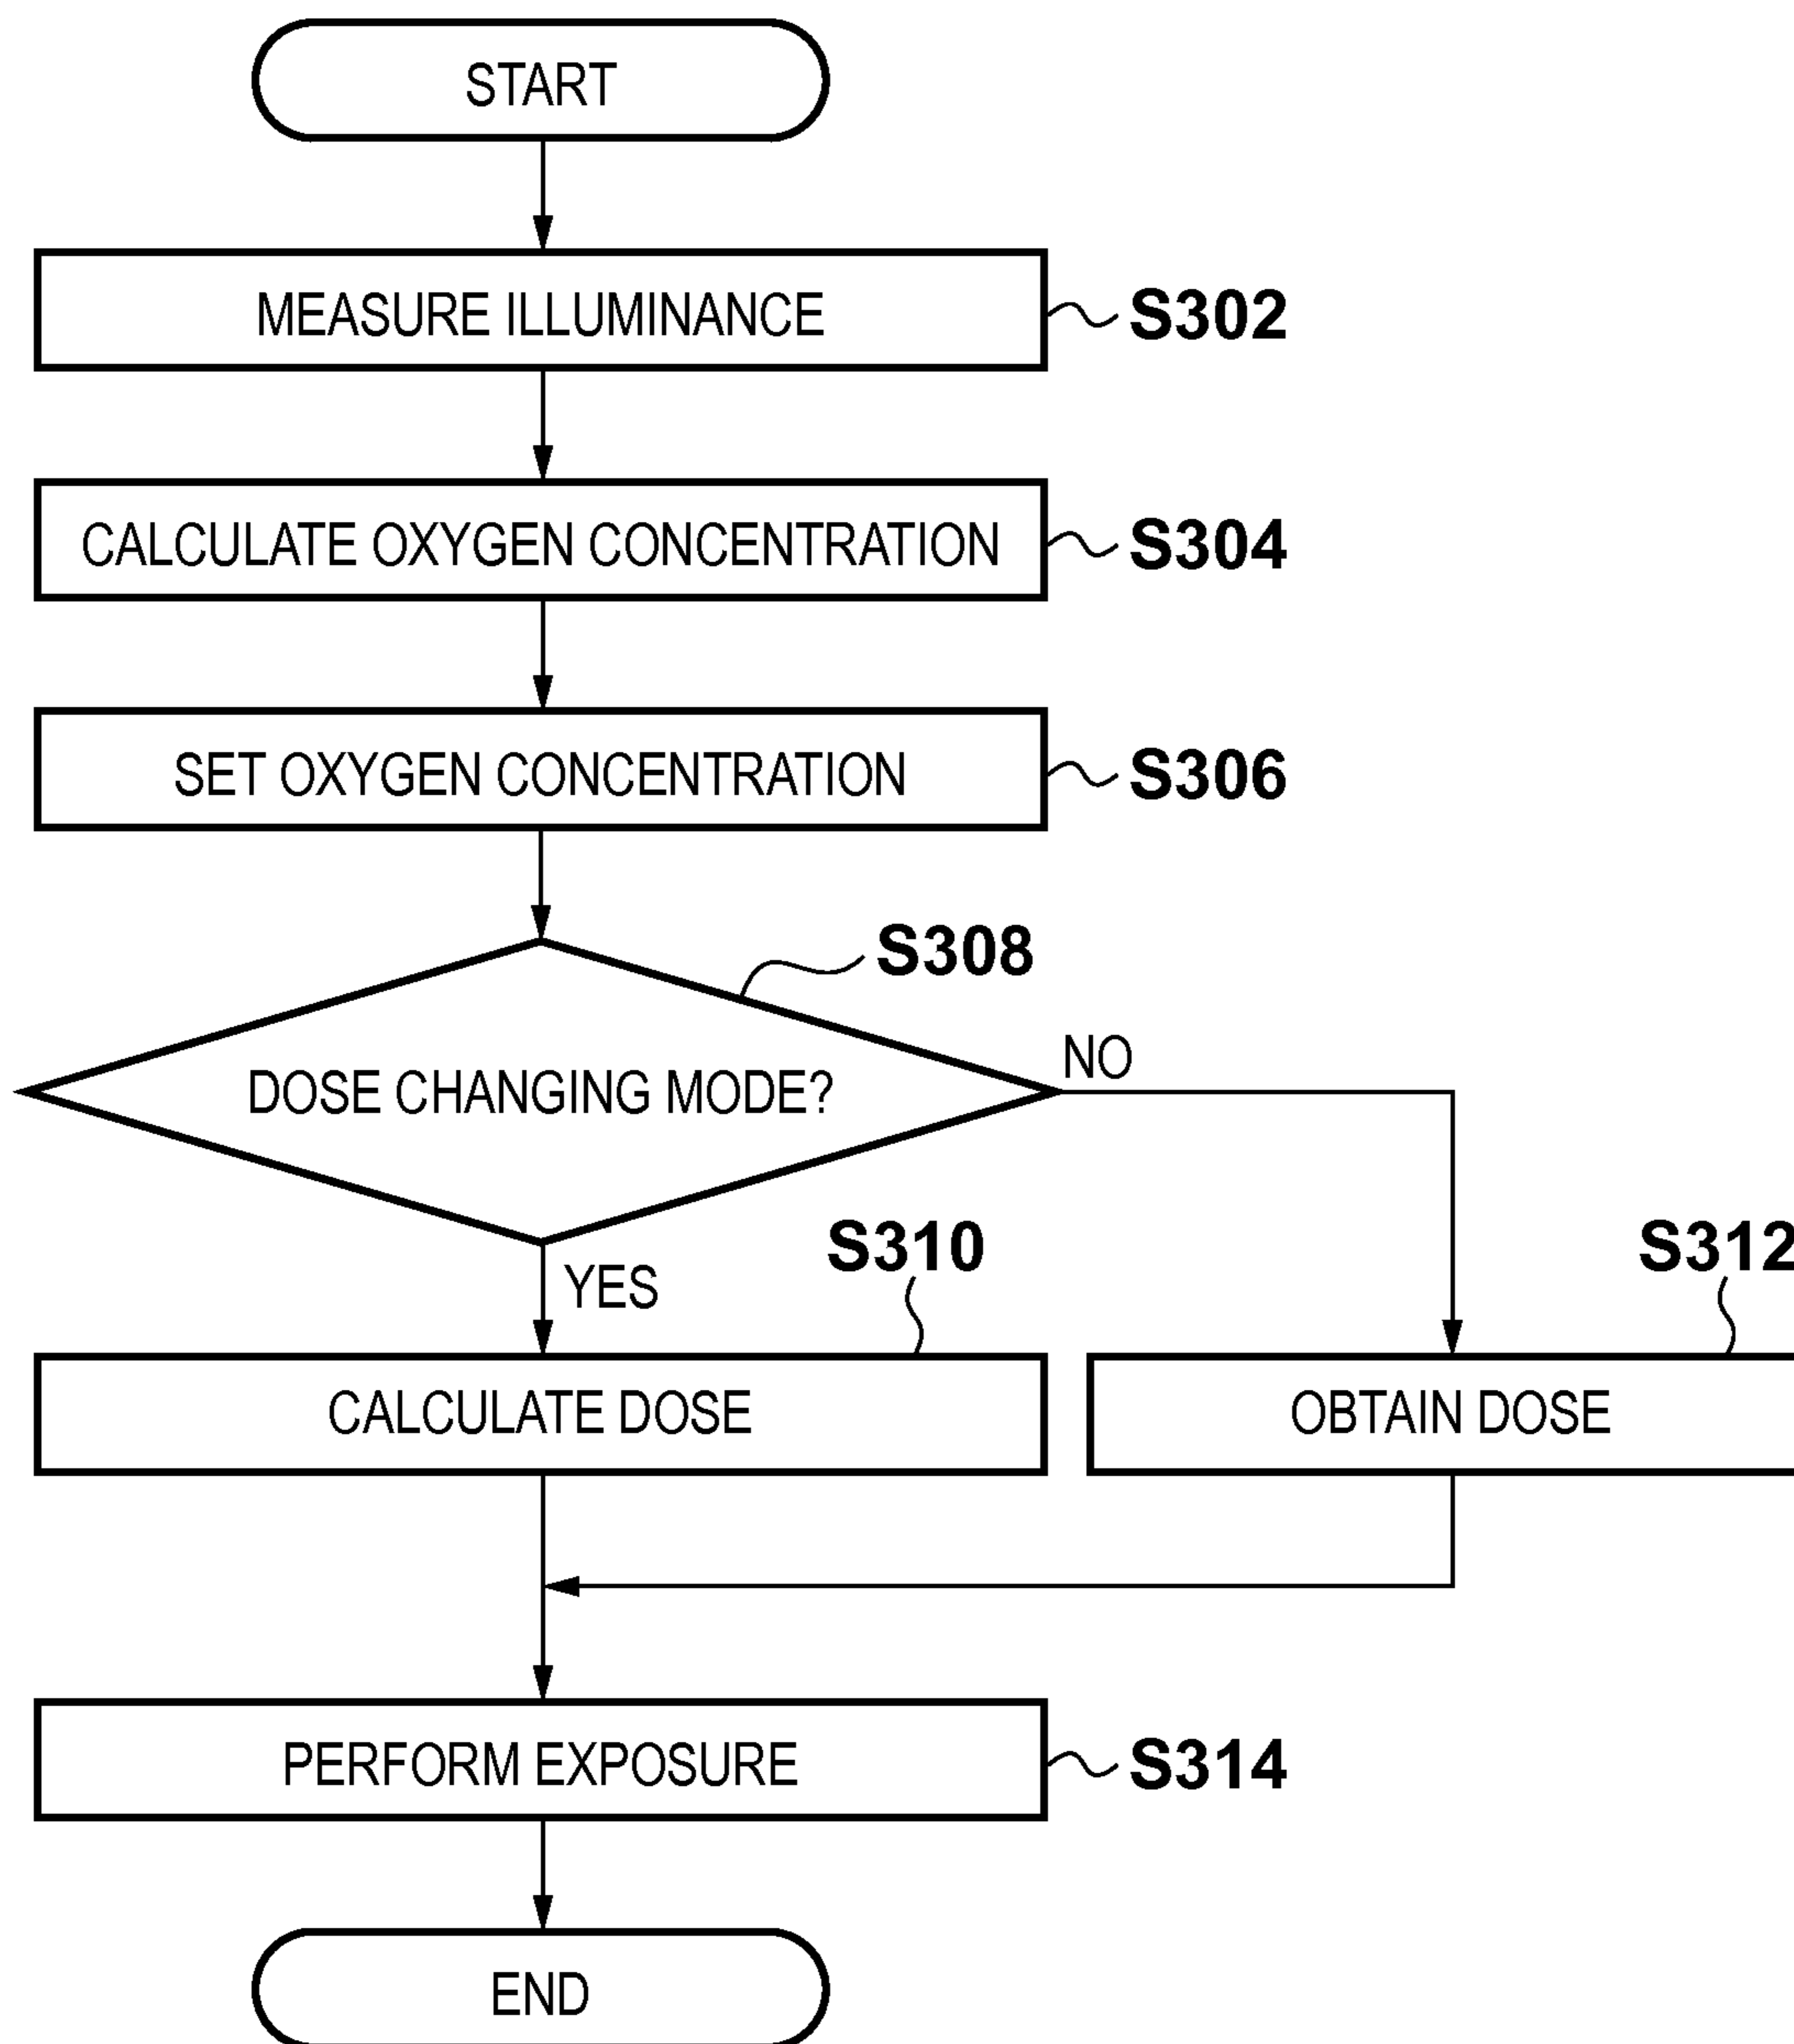 START
MEASURE ILLUMINANCE S302
CALCULATE OXYGEN CONCENTRATION S304
SET OXYGEN CONCENTRATION S306
S308
DOSE CHANGING MODE? NO
YES S310 S312
CALCULATE DOSE OBTAIN DOSE
PERFORM EXPOSURE S314
END